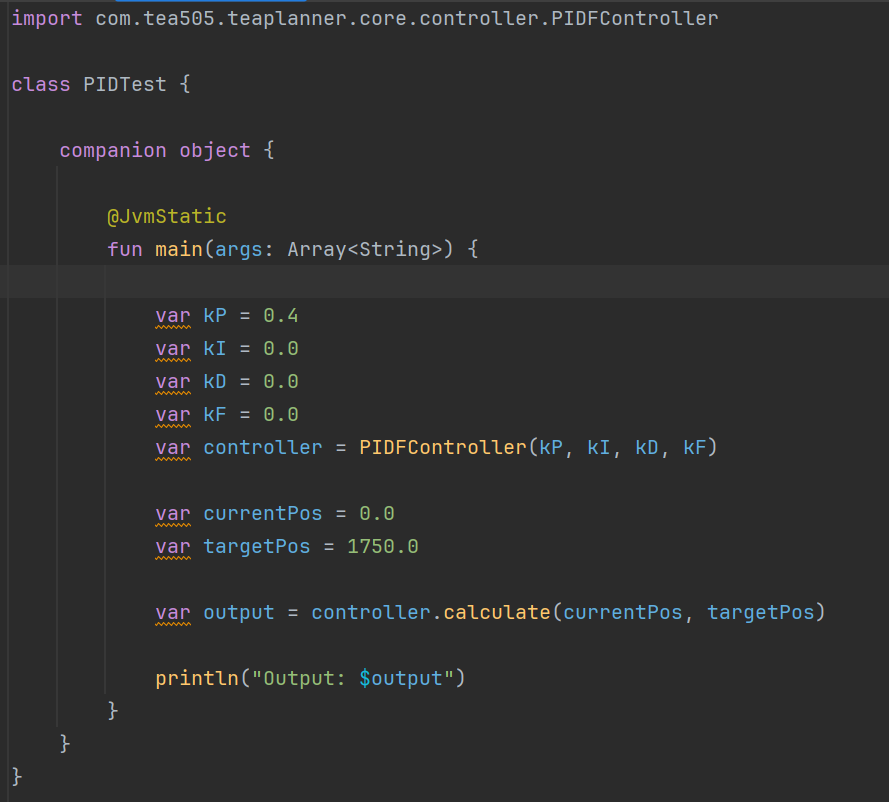 import com.tea505.teaplanner.core.controller.PIDFController
class PIDTest {
companion object {
@JvmStatic
fun main(args: Array<String>) {
var kP = 0.4
var kI = 0.0
var kD = 0.0
var kF = 0.0
var controller = PIDFController(kP, kI, kD, kF)
var currentPos = 0.0
var targetPos = 1750.0
var output = controller.calculate(currentPos, targetPos)
println("Output: $output")
}
}
}